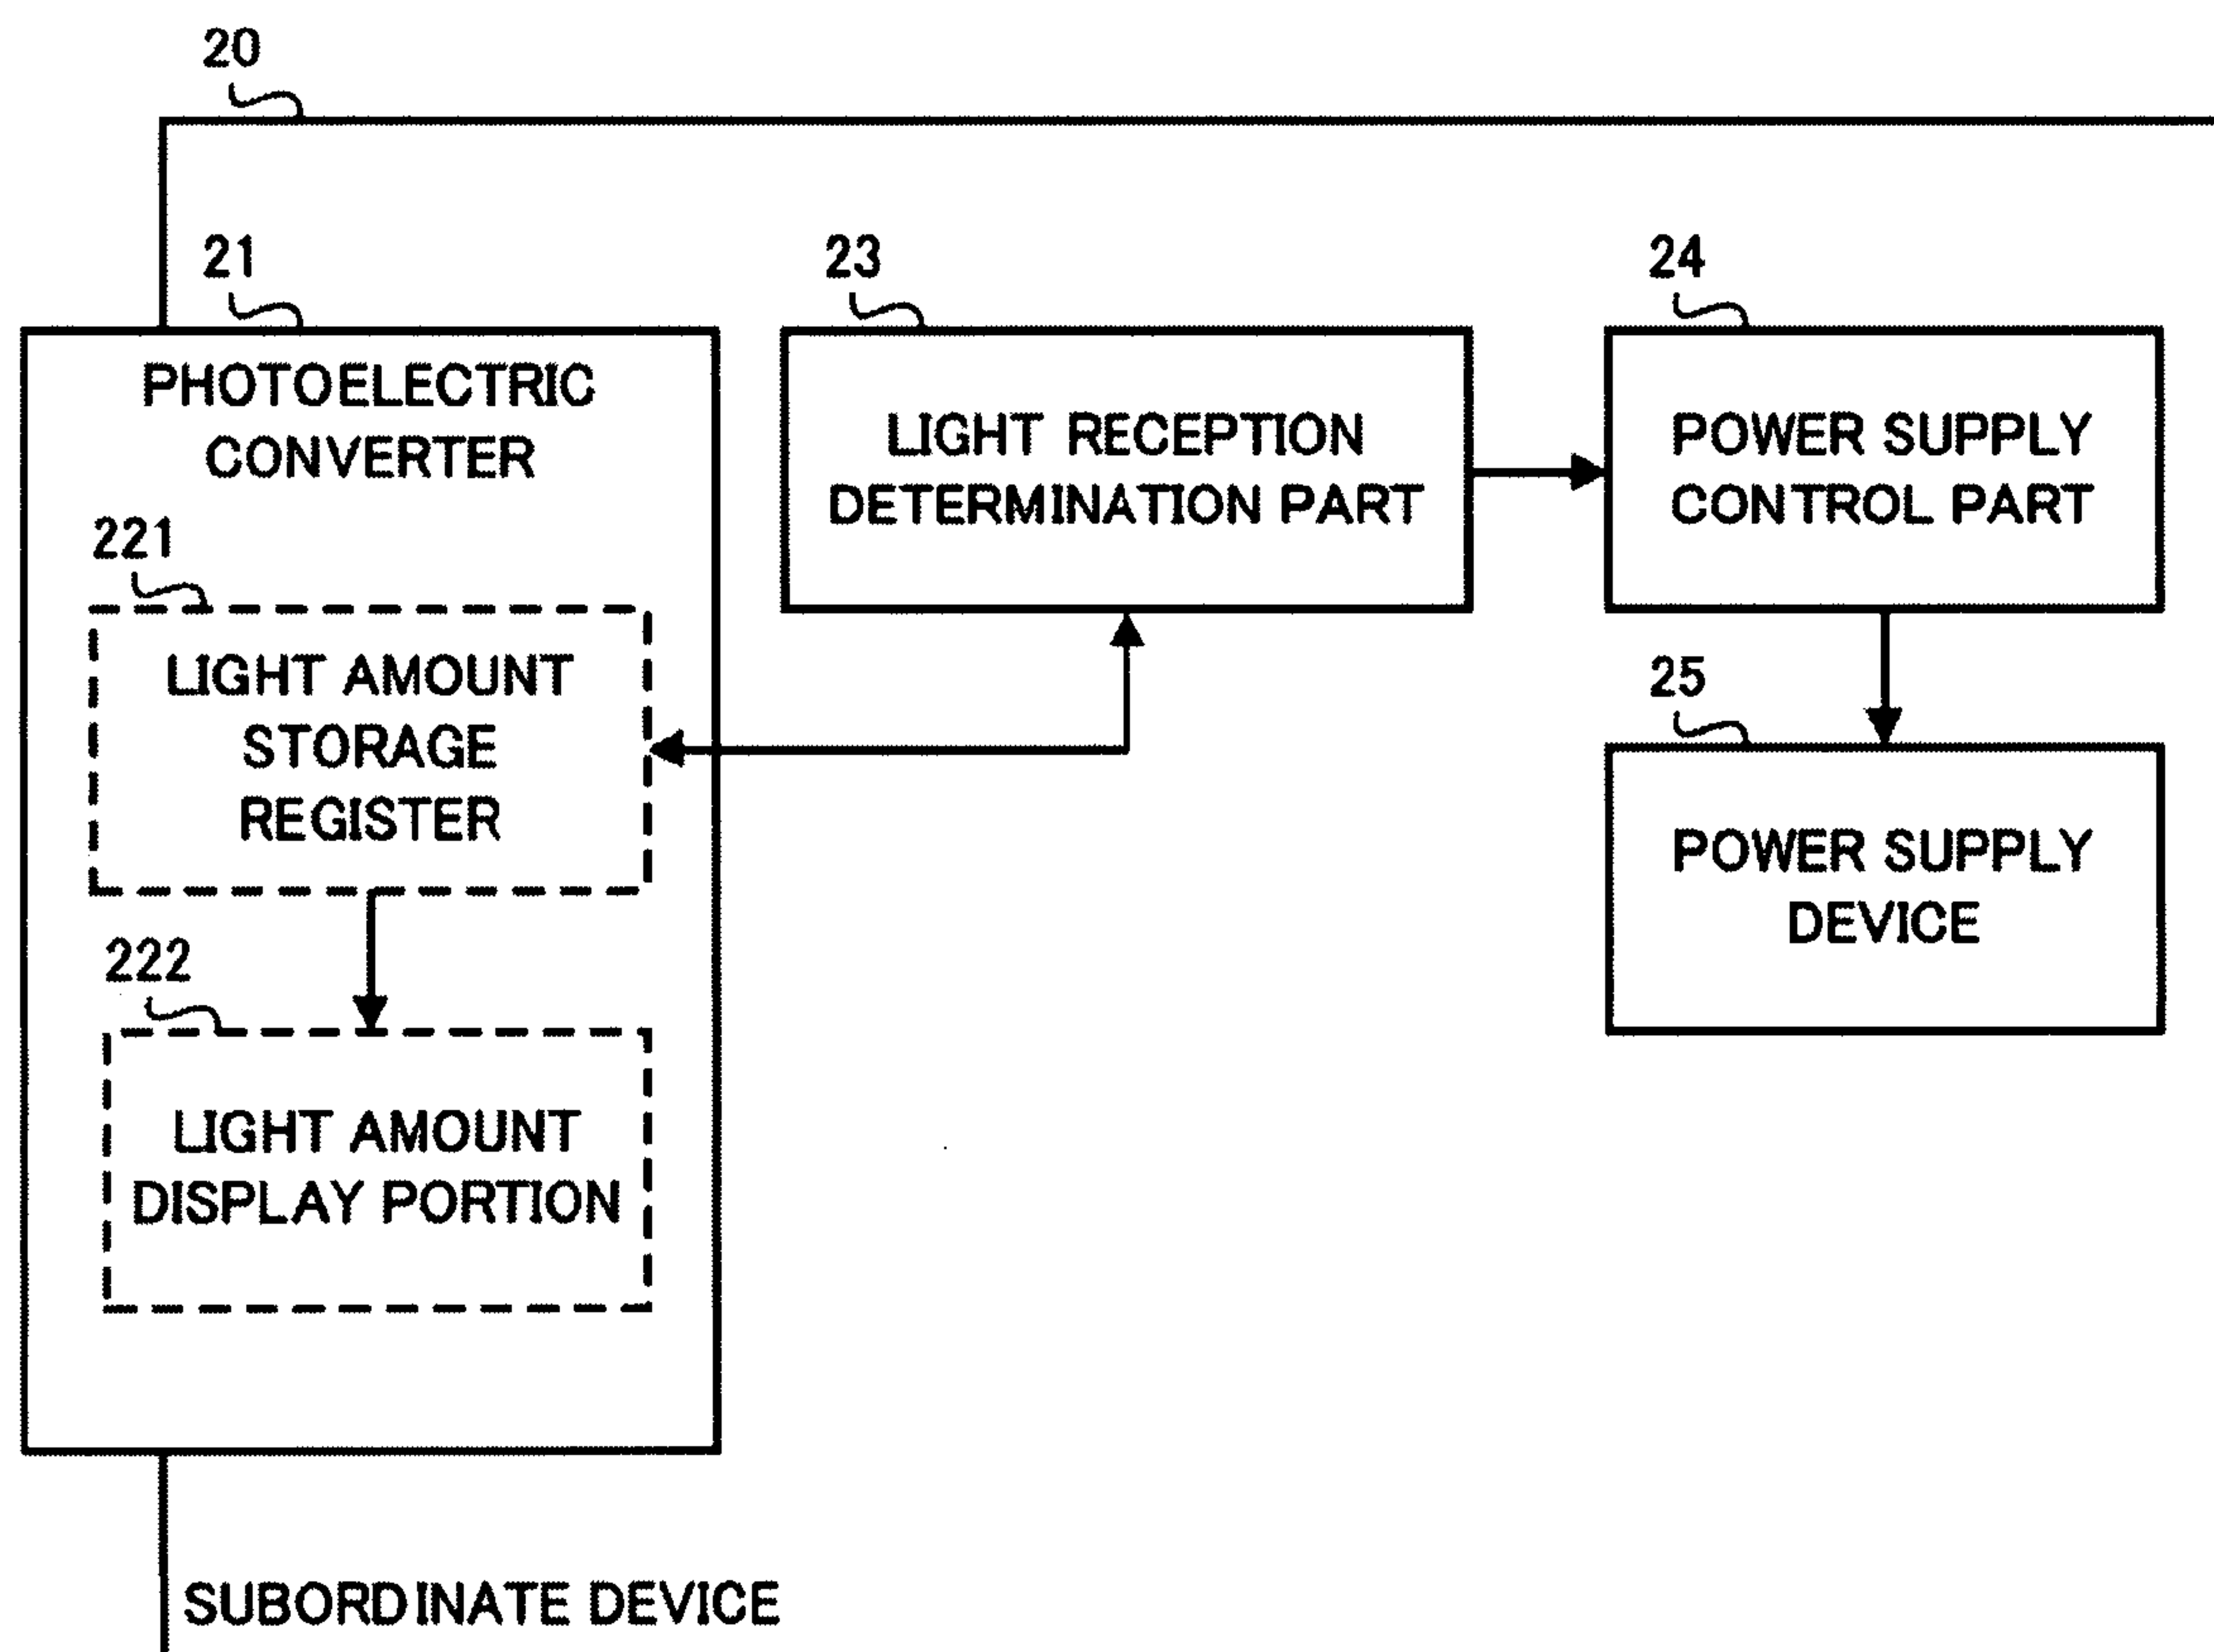 20
21
PHOTOELECTRIC
CONVERTER
221
LIGHT AMOUNT
STORAGE
REGISTER
222
LIGHT AMOUNT
DISPLAY PORTION
23
LIGHT RECEPTION
DETERMINATION PART
24
POWER SUPPLY
CONTROL PART
25
POWER SUPPLY
DEVICE
SUBORDINATE DEVICE